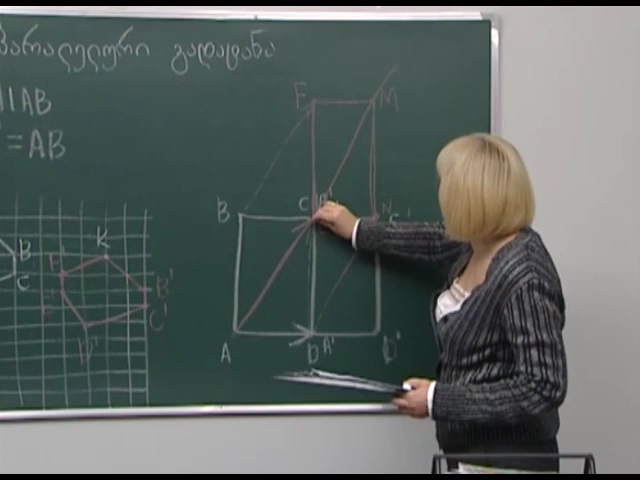 პარალელური გადატანა
|| AB
= AB
F M
B C B' N C'
A D A' D'
K
B
C
F B'
E' C'